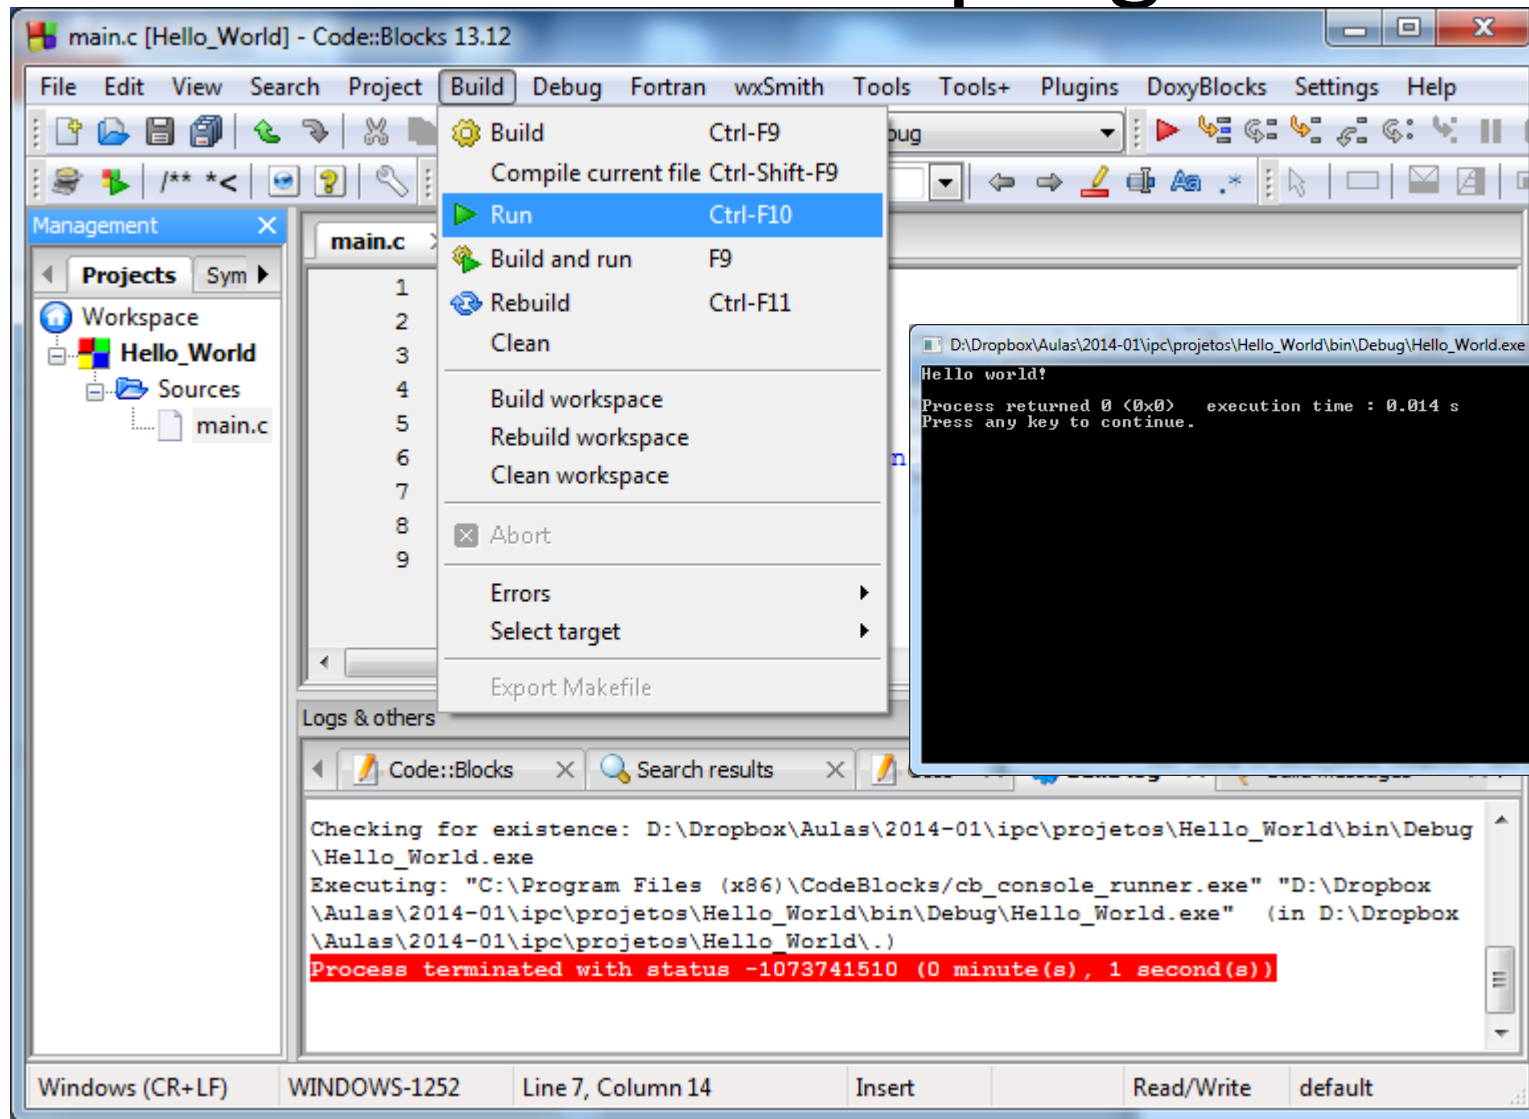 main.c [Hello_World] - Code::Blocks 13.12
File Edit View Search Project Build Debug Fortran wxSmith Tools Tools+ Plugins DoxyBlocks Settings Help
Build Ctrl-F9
Compile current file Ctrl-Shift-F9
Run Ctrl-F10
Build and run F9
Rebuild Ctrl-F11
Clean
Build workspace
Rebuild workspace
Clean workspace
Abort
Errors
Select target
Export Makefile
/** *<
Management
Projects Sym
Workspace
Hello_World
Sources
main.c
main.c
1
2
3
4
5
6
7
8
9
D:\Dropbox\Aulas\2014-01\ipc\projetos\Hello_World\bin\Debug\Hello_World.exe
Hello world!
Process returned 0 (0x0) execution time : 0.014 s
Press any key to continue.
Logs & others
Code::Blocks Search results
Checking for existence: D:\Dropbox\Aulas\2014-01\ipc\projetos\Hello_World\bin\Debug
\Hello_World.exe
Executing: "C:\Program Files (x86)\CodeBlocks/cb_console_runner.exe" "D:\Dropbox
\Aulas\2014-01\ipc\projetos\Hello_World\bin\Debug\Hello_World.exe" (in D:\Dropbox
\Aulas\2014-01\ipc\projetos\Hello_World\.)
Process terminated with status -1073741510 (0 minute(s), 1 second(s))
Windows (CR+LF) WINDOWS-1252 Line 7, Column 14 Insert Read/Write default